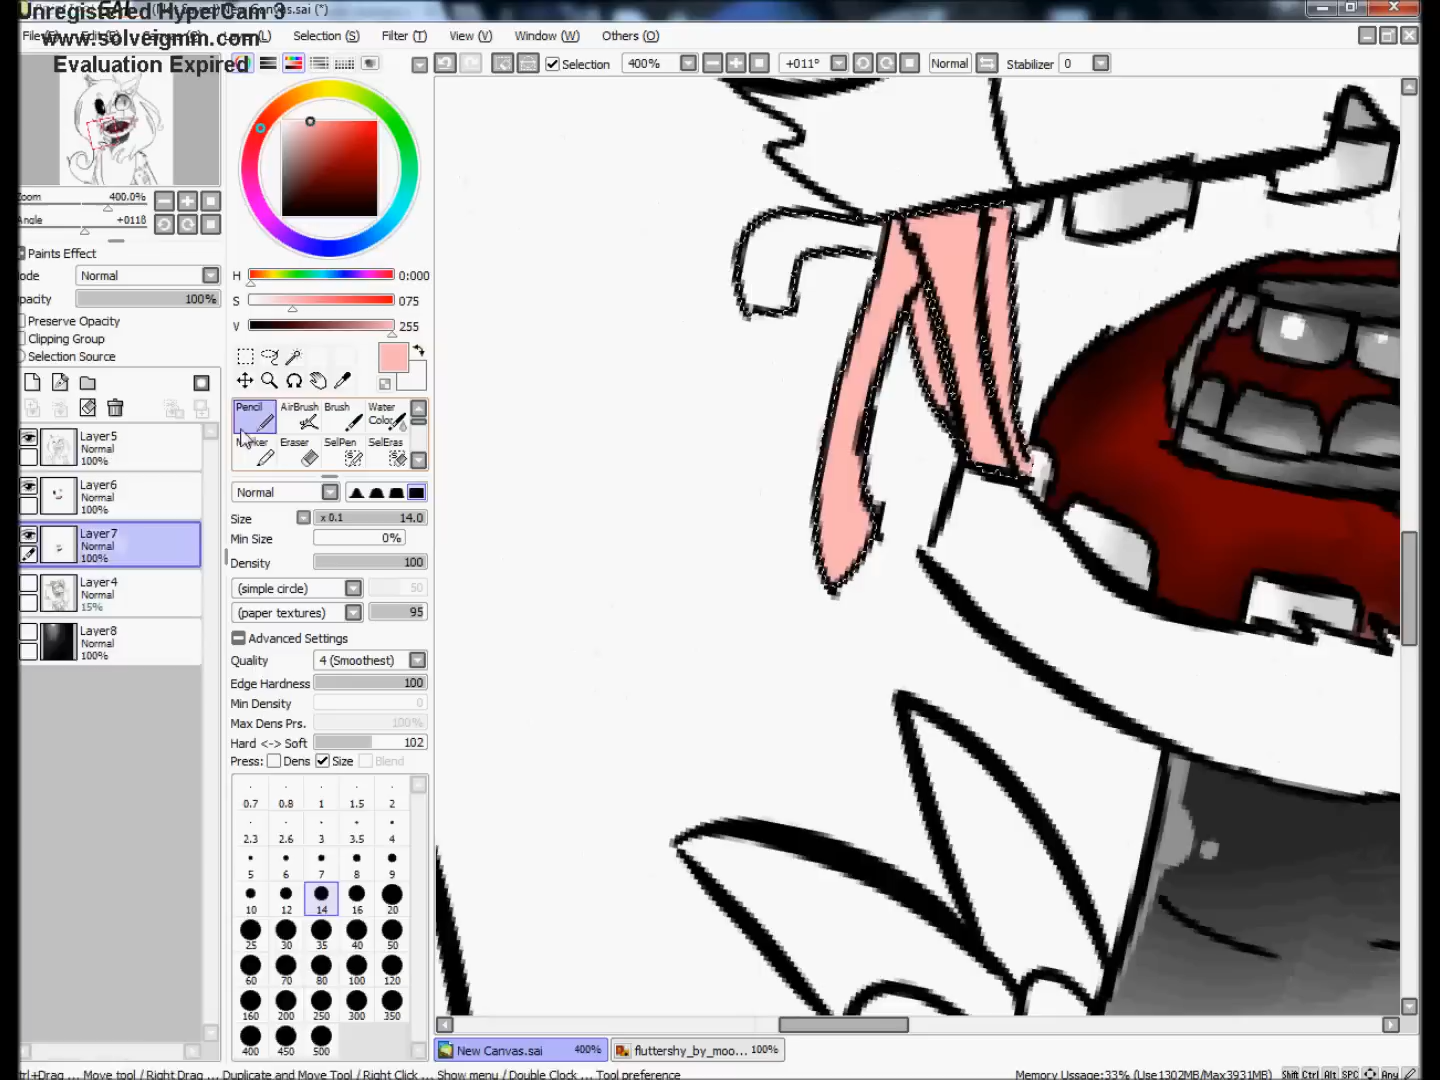 Unregistered HyperCam 3
New Canvas.sai (*)
www.solveigmm.com
Evaluation Expired
Selection (S) Filter (T) View (V) Window (W) Others (O)
Selection 400% +011° Normal Stabilizer 0
Zoom 400.0%
Angle +011ß
H 0:000
S 075
V 255
Paints Effect
Mode Normal
Opacity 100%
Preserve Opacity
Clipping Group
Selection Source
Pencil AirBrush Brush Water Color
Marker Eraser SelPen SelEras
Layer5
Normal
100%
Layer6
Normal
100%
Layer7
Normal
100%
Layer4
Normal
15%
Layer8
Normal
100%
Normal
Size x 0.1 14.0
Min Size 0%
Density 100
(simple circle) 50
(paper textures) 95
Advanced Settings
Quality 4 (Smoothest)
Edge Hardness 100
Min Density 0
Max Dens Prs. 100%
Hard <-> Soft 102
Press: Dens Size Blend
0.7 0.8 1 1.5 2
2.3 2.6 3 3.5 4
5 6 7 8 9
10 12 14 16 20
25 30 35 40 50
60 70 80 100 120
160 200 250 300 350
400 450 500
New Canvas.sai 400% fluttershy_by_moo... 100%
Ctrl+Drag ... Move tool / Right Drag ... Duplicate and Move Tool / Right Click ... Show menu / Double Click ... Tool preference
Memory Usage:33% (Use1302MB/Max3931MB) Shift Ctrl Alt SPC Any